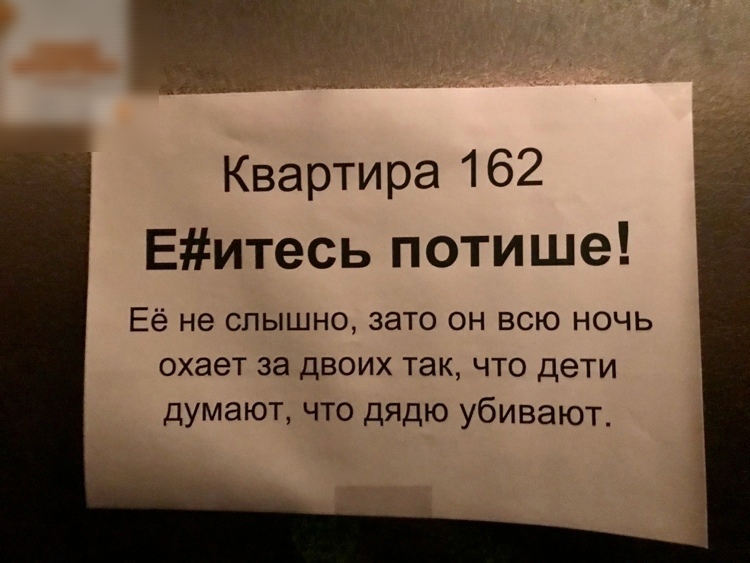 Квартира 162
Е#итесь потише!
Её не слышно, зато он всю ночь
охает за двоих так, что дети
думают, что дядю убивают.